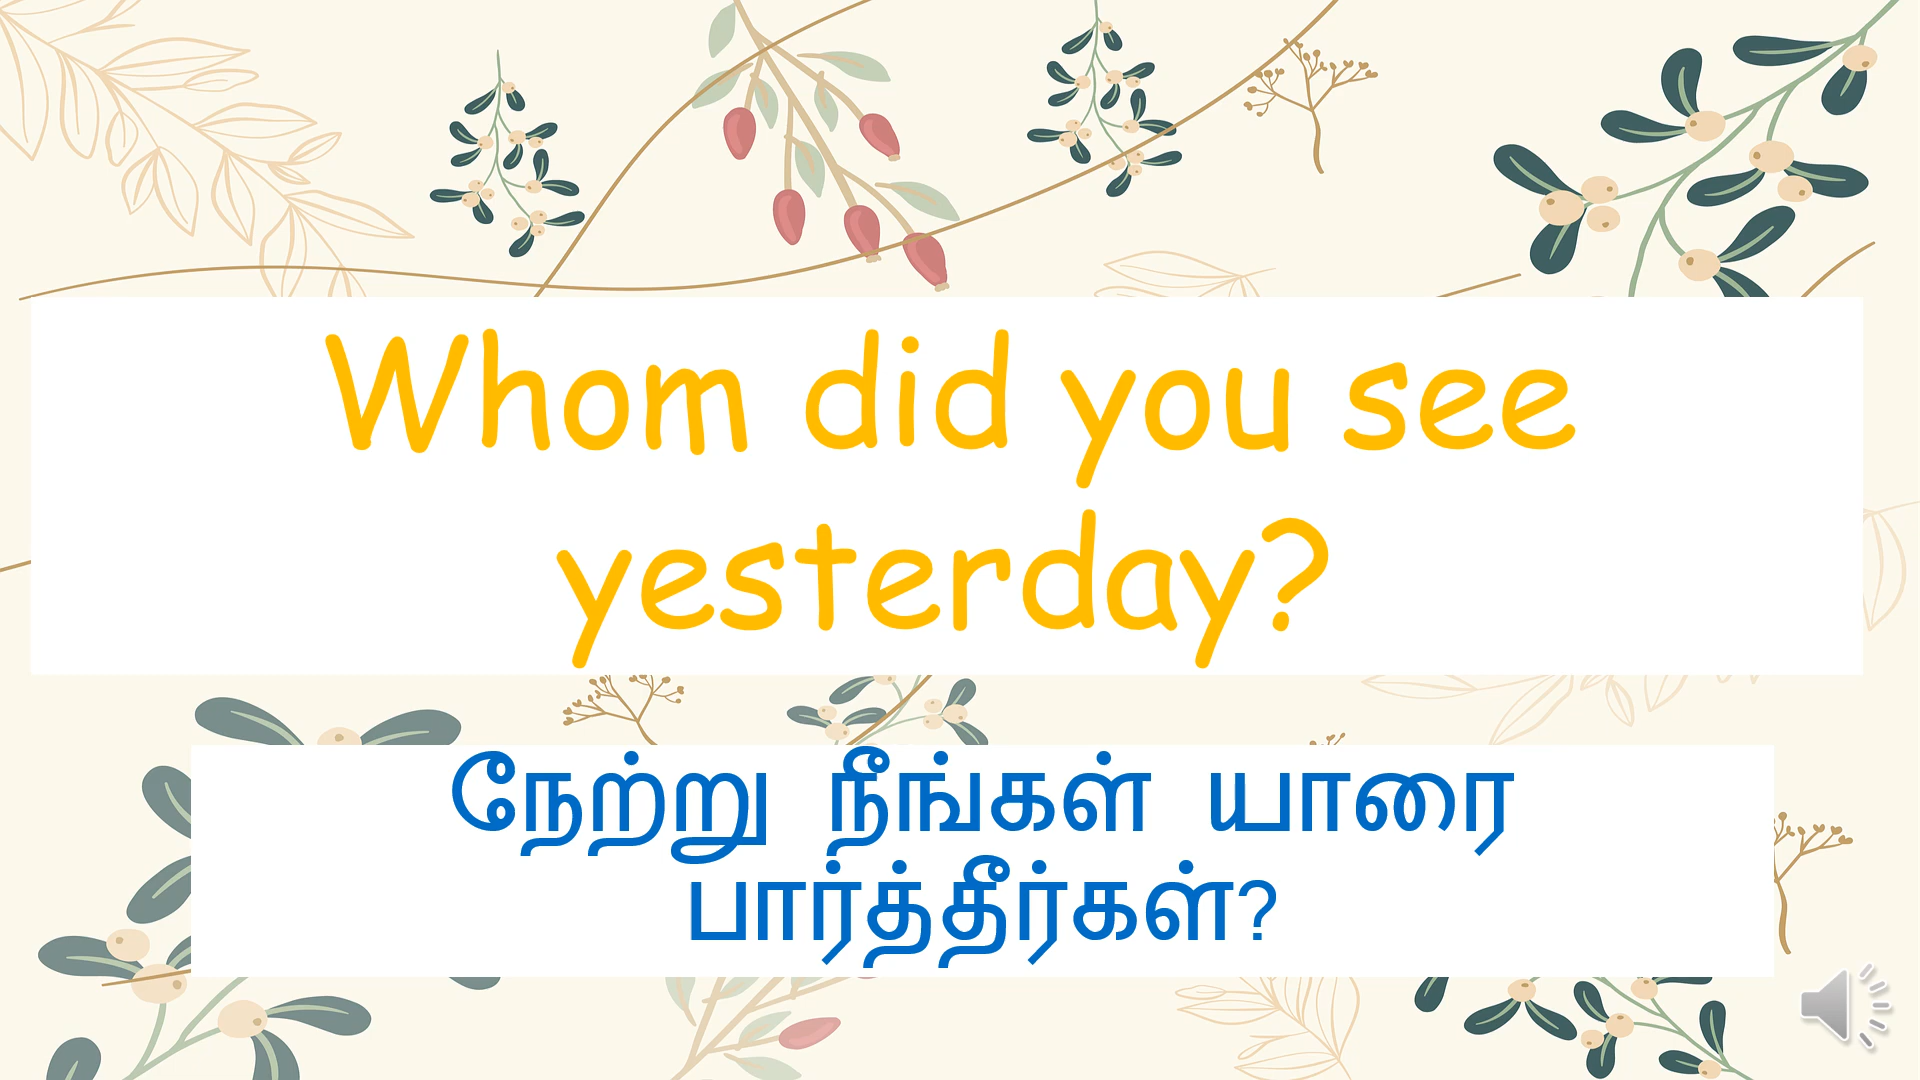 Whom did you see
yesterday?
நேற்று நீங்கள் யாரை
பார்த்தீர்கள்?